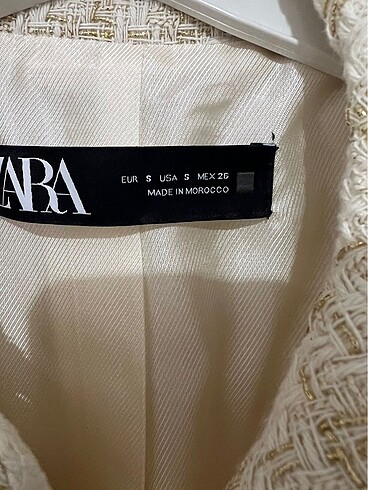 ZARA
EUR S USA S MEX 26
MADE IN MOROCCO